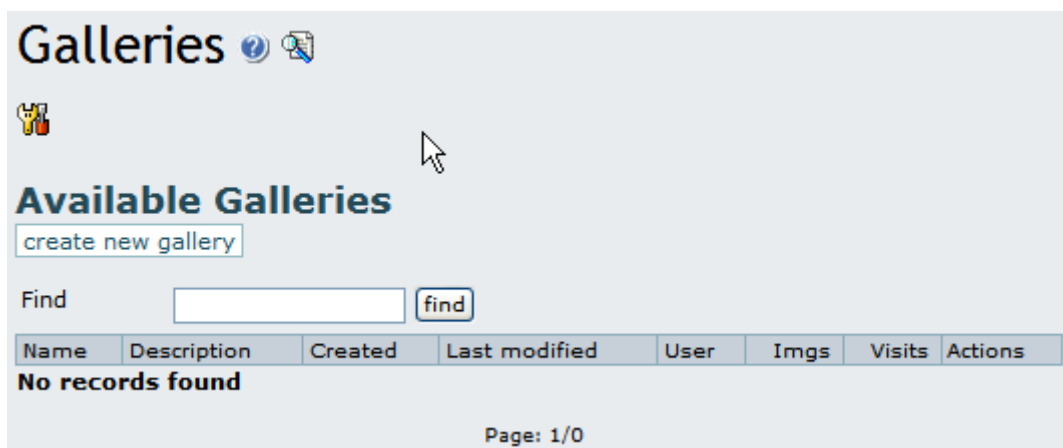 Galleries
Available Galleries
create new gallery
Find find
Name Description Created Last modified User Imgs Visits Actions
No records found
Page: 1/0